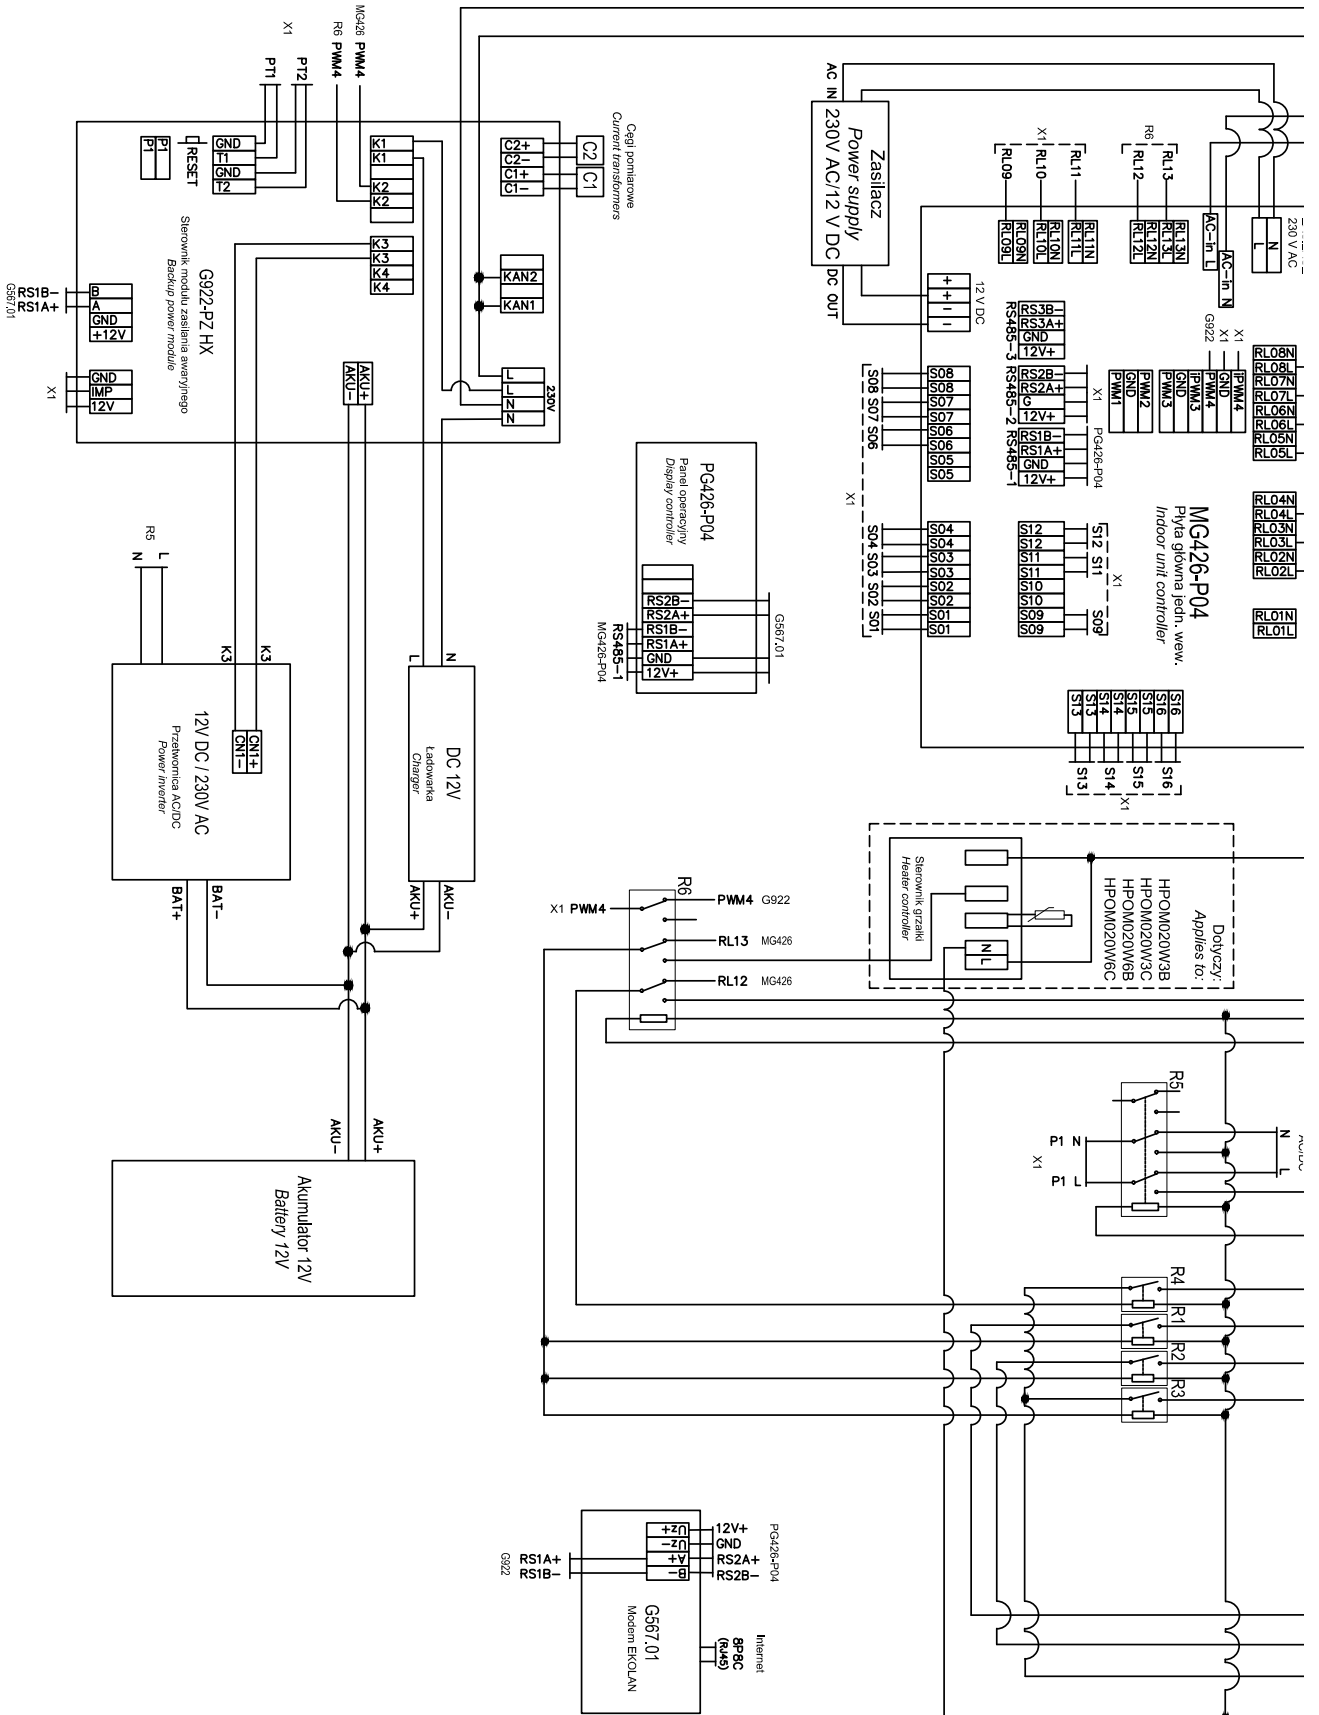 MG426
PWM4
R6
PWM4
X1
PT2
PT1
P1
P1
RESET
GND
T1
GND
T2
K1
K1
K2
K2
K3
K3
K4
K4
C2+
C2-
C1+
C1-
C2
C1
Cęgi pomiarowe
Current transformers
KAN2
KAN1
L
L
N
N
230V
AKU+
AKU-
G922-PZ HX
Sterownik modułu zasilania awaryjnego
Backup power module
RS1B-
RS1A+
G567.01
B
A
GND
+12V
X1
GND
IMP
12V
AC IN
Zasilacz
Power supply
230V AC/12 V DC
DC OUT
12 V DC
+
+
-
-
X1
RL11
RL10
RL09
RL11N
RL11L
RL10N
RL10L
RL09N
RL09L
R6
RL13
RL12
RL13N
RL13L
RL12N
RL12L
AC-in L
AC-in N
230 V AC
N
L
RS3B-
RS3A+
GND
12V+
RS485-3
RS2B-
RS2A+
G
12V+
RS485-2
X1
RS1B-
RS1A+
GND
12V+
RS485-1
PG426-P04
G922
X1
X1
iPWM4
GND
PWM4
iPWM3
GND
PWM3
PWM2
GND
PWM1
RL08N
RL08L
RL07N
RL07L
RL06N
RL06L
RL05N
RL05L
RL04N
RL04L
RL03N
RL03L
RL02N
RL02L
RL01N
RL01L
S08
S08
S07
S07
S06
S06
S05
S05
S08
S07
S06
X1
S04
S04
S03
S03
S02
S02
S01
S01
S04
S03
S02
S01
S12
S12
S11
S11
S10
S10
S09
S09
S12
S11
S09
X1
MG426-P04
Płyta główna jedn. wew.
Indoor unit controller
S16
S16
S15
S15
S14
S14
S13
S13
S16
S15
S14
S13
X1
PG426-P04
Panel operacyjny
Display controller
RS2B-
RS2A+
RS1B-
RS1A+
GND
12V+
G567.01
RS485-1
MG426-P04
R5
L
N
K3
K3
CN1+
CN1-
12V DC / 230V AC
Przetwornica AC/DC
Power inverter
BAT-
BAT+
N
L
DC 12V
Ładowarka
Charger
AKU-
AKU+
AKU+
AKU-
Akumulator 12V
Battery 12V
Dotyczy:
Applies to:
HPOM020W3B
HPOM020W3C
HPOM020W6B
HPOM020W6C
Sterownik grzałki
Heater controller
N
L
R6
X1 PWM4
PWM4 G922
RL13 MG426
RL12 MG426
R5
P1 N
P1 L
X1
N
L
R4
R1
R2
R3
Uz+
Uz-
A+
B-
12V+
GND
RS2A+
RS2B-
PG426-P04
RS1A+
RS1B-
G922
G567.01
Modem EKOLAN
Internet
8P8C
(RJ45)